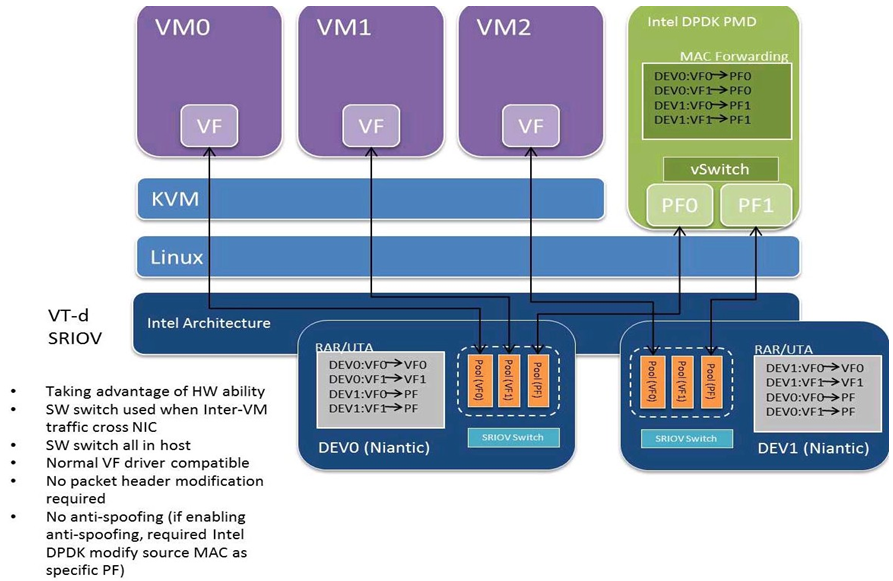 VM0
VF
VM1
VF
VM2
VF
Intel DPDK PMD
MAC Forwarding
DEV0:VF0→PF0
DEV0:VF1→PF0
DEV1:VF0→PF1
DEV1:VF1→PF1
vSwitch
PF0
PF1
KVM
Linux
VT-d
SRIOV
Intel Architecture
RAR/UTA
DEV0:VF0→VF0
DEV0:VF1→VF1
DEV1:VF0→PF
DEV1:VF1→PF
Pool(VF0)
Pool(VF1)
Pool(PF)
SRIOV Switch
DEV0 (Niantic)
Pool(VF0)
Pool(VF1)
Pool(PF)
SRIOV Switch
RAR/UTA
DEV1:VF0→VF0
DEV1:VF1→VF1
DEV0:VF0→PF
DEV0:VF1→PF
DEV1 (Niantic)
• Taking advantage of HW ability
• SW switch used when Inter-VM
traffic cross NIC
• SW switch all in host
• Normal VF driver compatible
• No packet header modification
required
• No anti-spoofing (if enabling
anti-spoofing, required Intel
DPDK modify source MAC as
specific PF)